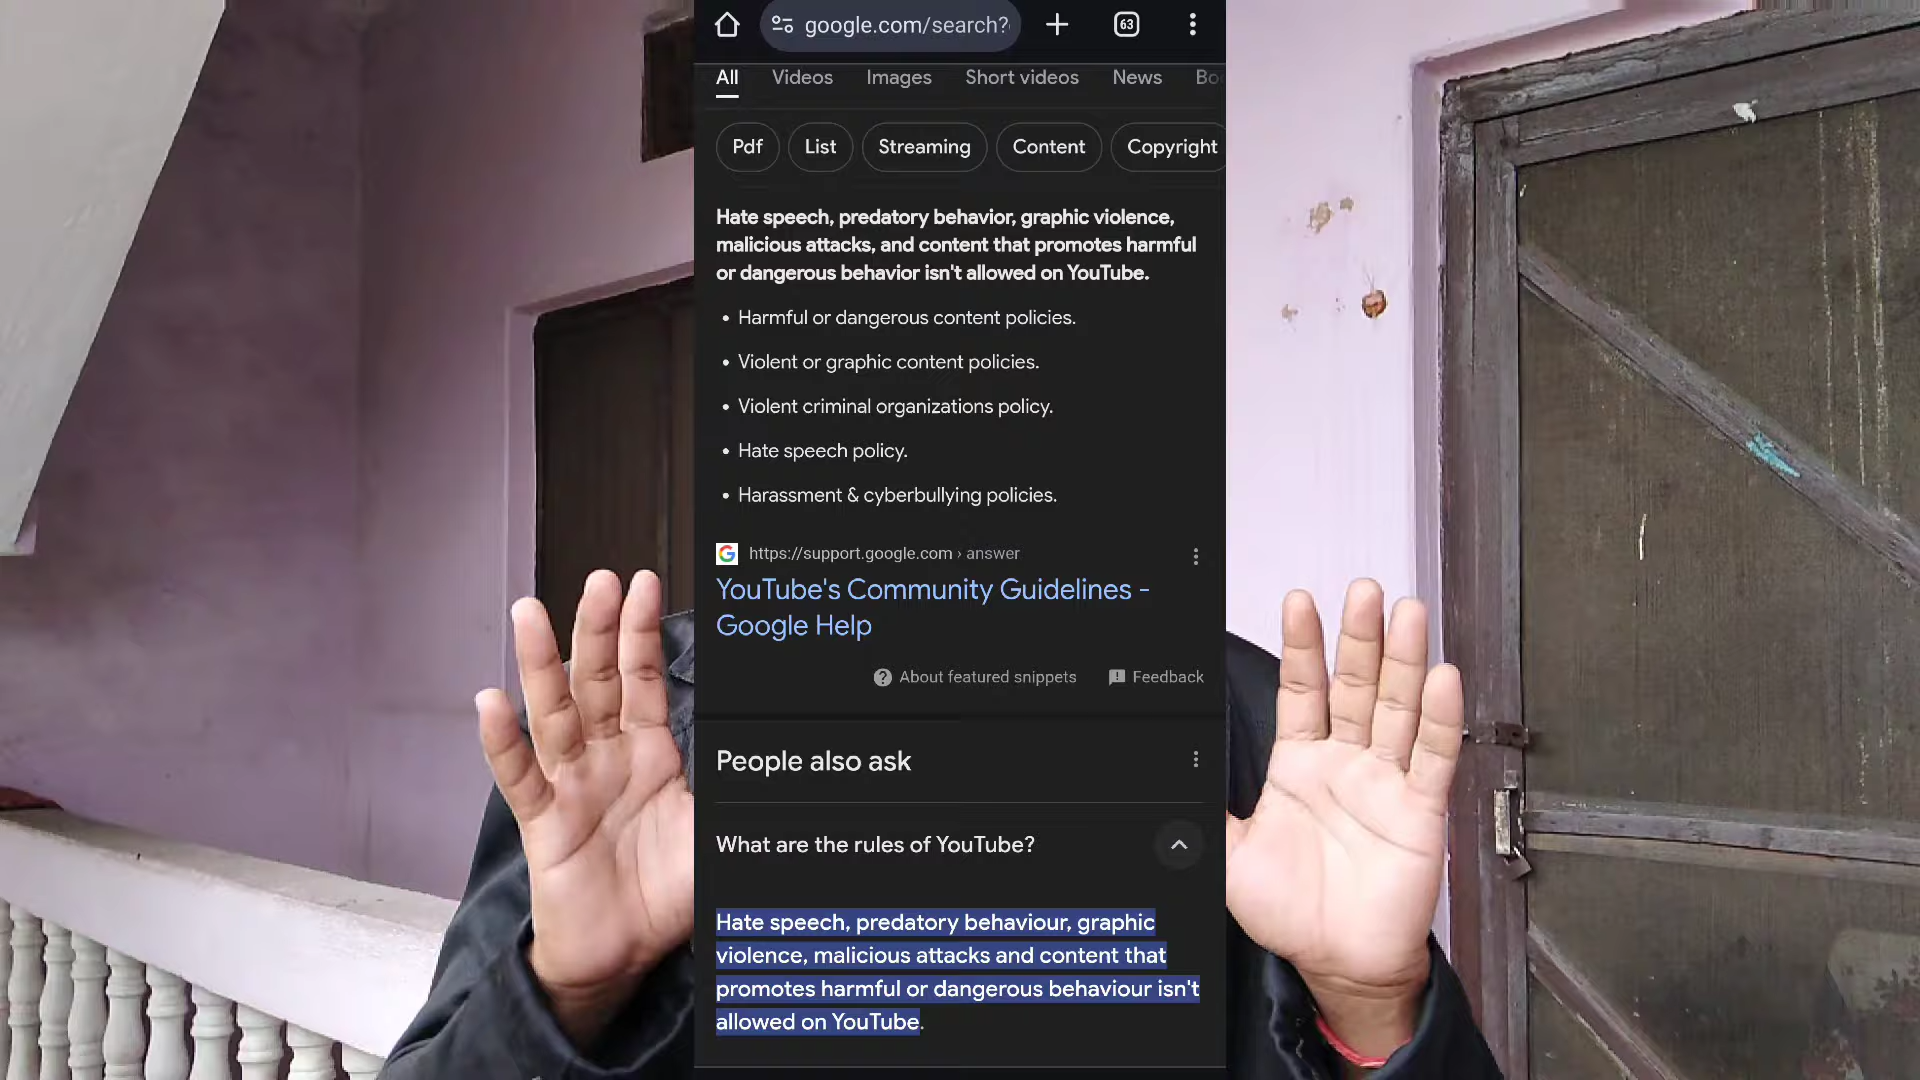 google.com/search?
63
All Videos Images Short videos News
Pdf List Streaming Content Copyright
Hate speech, predatory behavior, graphic violence,
malicious attacks, and content that promotes harmful
or dangerous behavior isn't allowed on YouTube.
• Harmful or dangerous content policies.
• Violent or graphic content policies.
• Violent criminal organizations policy.
• Hate speech policy.
• Harassment & cyberbullying policies.
G https://support.google.com › answer
YouTube's Community Guidelines -
Google Help
About featured snippets Feedback
People also ask
What are the rules of YouTube?
Hate speech, predatory behaviour, graphic
violence, malicious attacks and content that
promotes harmful or dangerous behaviour isn't
allowed on YouTube.